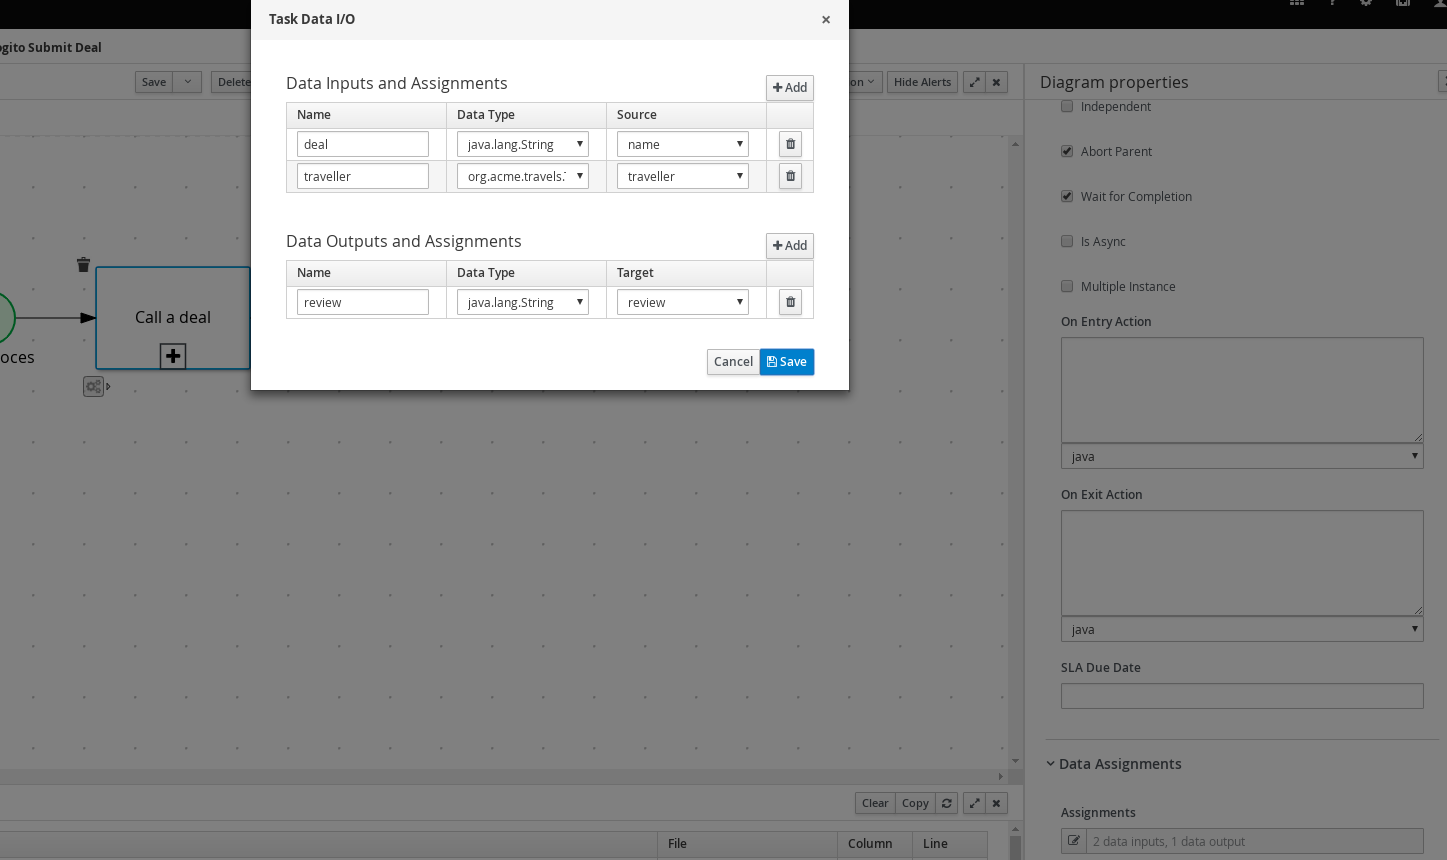 Task Data I/O
×
ogito Submit Deal
Save
Delete
on
Hide Alerts
Diagram properties
Data Inputs and Assignments
Add
Name Data Type Source
deal java.lang.String name
traveller org.acme.travels. traveller
Data Outputs and Assignments
Add
Name Data Type Target
review java.lang.String review
Cancel Save
Call a deal
oces
Independent
Abort Parent
Wait for Completion
Is Async
Multiple Instance
On Entry Action
java
On Exit Action
java
SLA Due Date
Data Assignments
Assignments
2 data inputs, 1 data output
Clear Copy
File Column Line